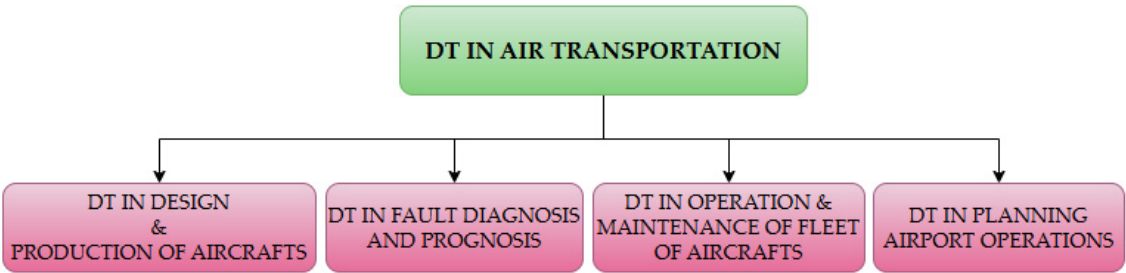 DT IN AIR TRANSPORTATION
DT IN DESIGN
&
PRODUCTION OF AIRCRAFTS
DT IN FAULT DIAGNOSIS
AND PROGNOSIS
DT IN OPERATION &
MAINTENANCE OF FLEET
OF AIRCRAFTS
DT IN PLANNING
AIRPORT OPERATIONS